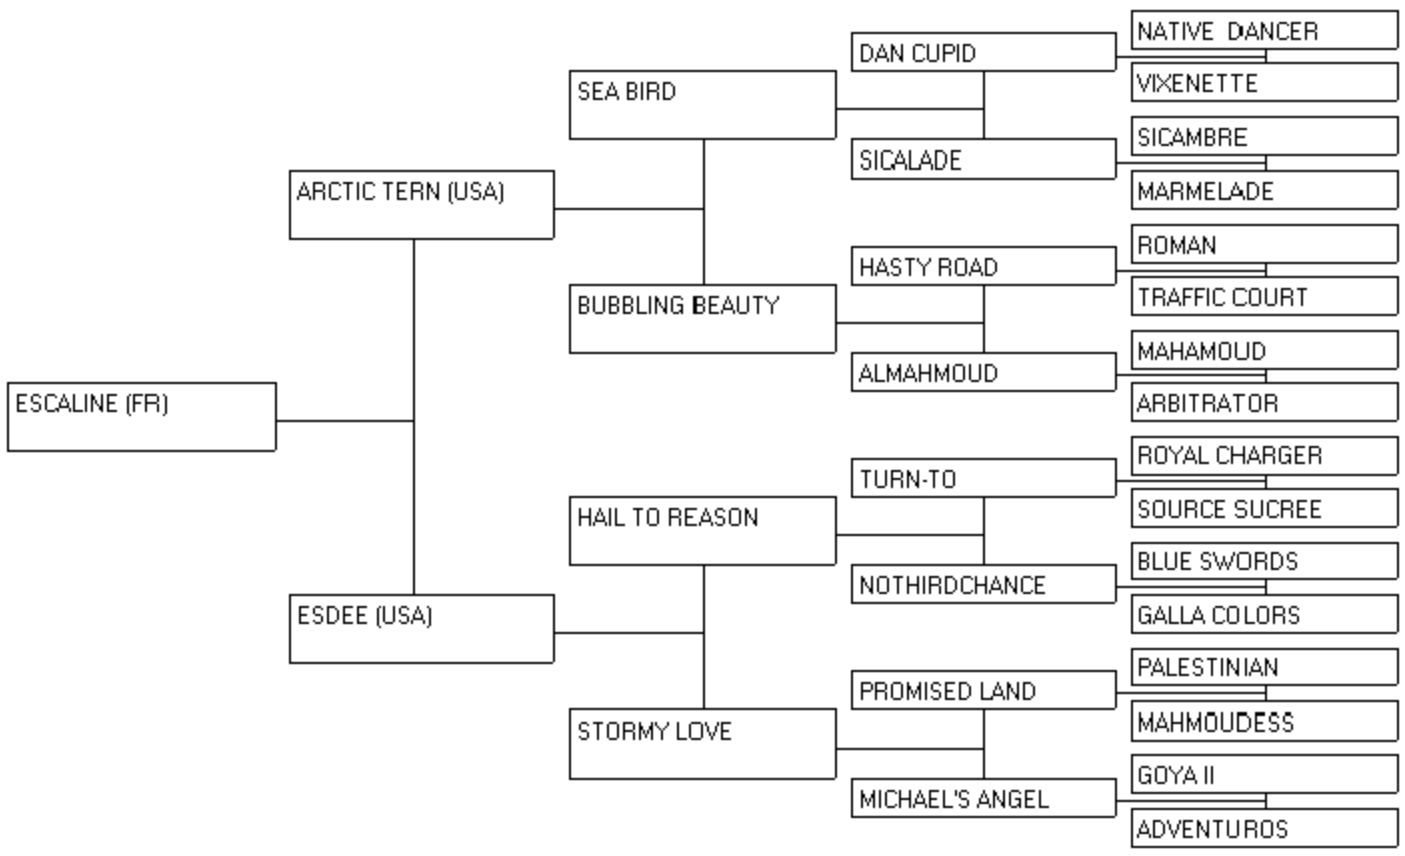 NATIVE DANCER
DAN CUPID
VIXENETTE
SEA BIRD
SICAMBRE
SICALADE
MARMELADE
ARCTIC TERN (USA)
ROMAN
HASTY ROAD
TRAFFIC COURT
BUBBLING BEAUTY
MAHAMOUD
ALMAHMOUD
ARBITRATOR
ESCALINE (FR)
ROYAL CHARGER
TURN-TO
SOURCE SUCREE
HAIL TO REASON
BLUE SWORDS
NOTHIRDCHANCE
GALLA COLORS
ESDEE (USA)
PALESTINIAN
PROMISED LAND
MAHMOUDESS
STORMY LOVE
GOYA II
MICHAEL'S ANGEL
ADVENTUROS